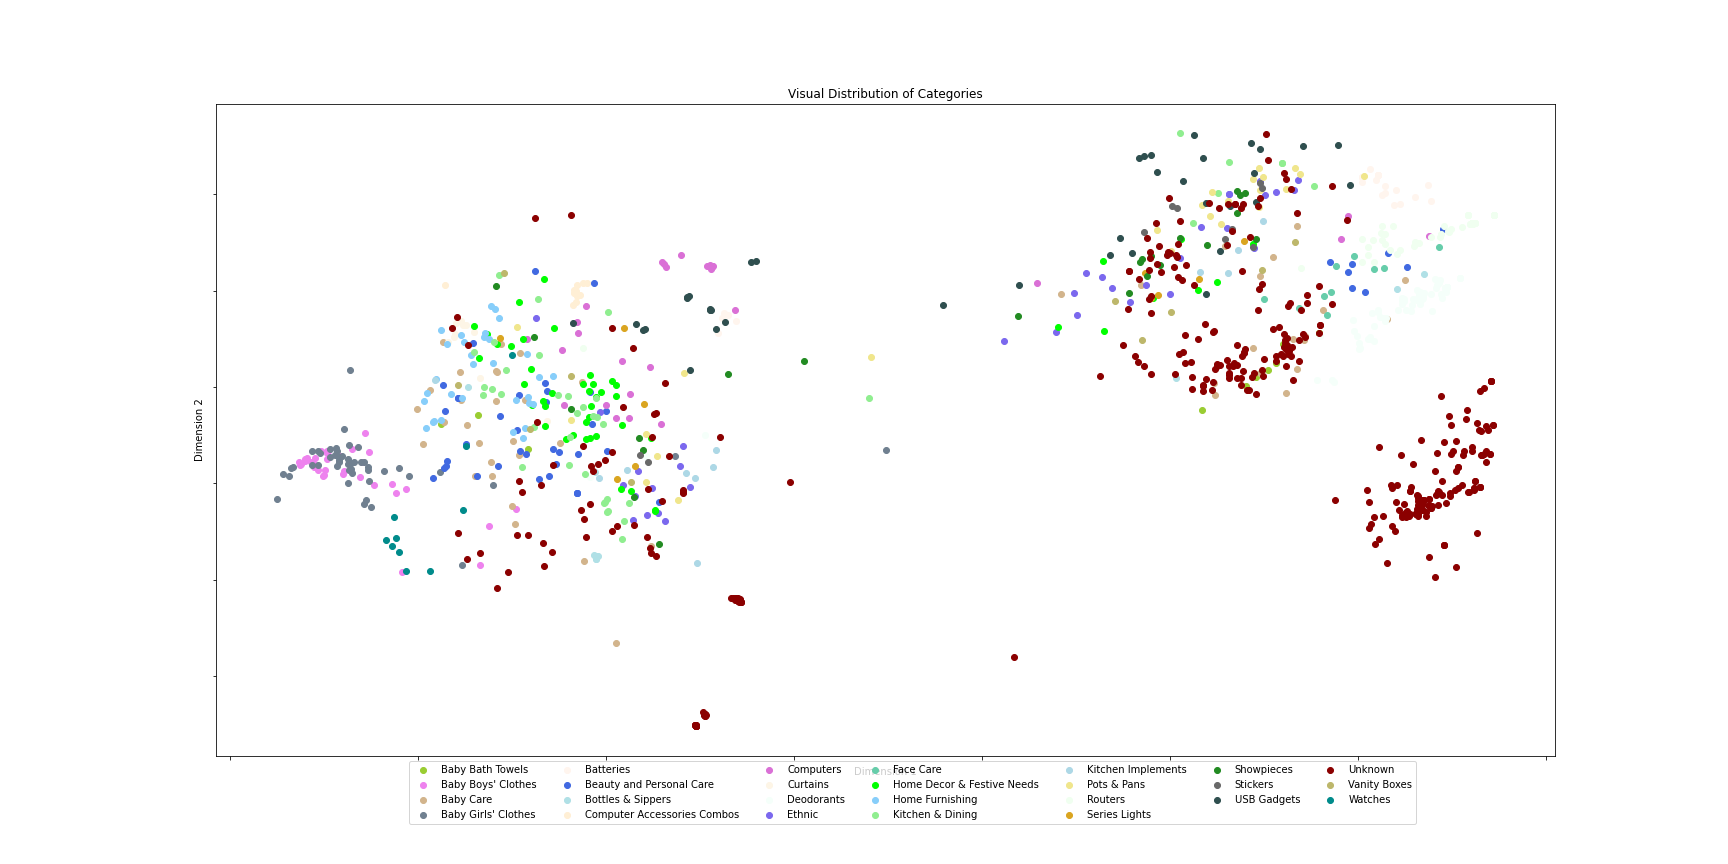 Visual Distribution of Categories
Dimension 2
Dimension
Baby Bath Towels
Baby Boys' Clothes
Baby Care
Baby Girls' Clothes
Batteries
Beauty and Personal Care
Bottles & Sippers
Computer Accessories Combos
Computers
Curtains
Deodorants
Ethnic
Face Care
Home Decor & Festive Needs
Home Furnishing
Kitchen & Dining
Kitchen Implements
Pots & Pans
Routers
Series Lights
Showpieces
Stickers
USB Gadgets
Unknown
Vanity Boxes
Watches